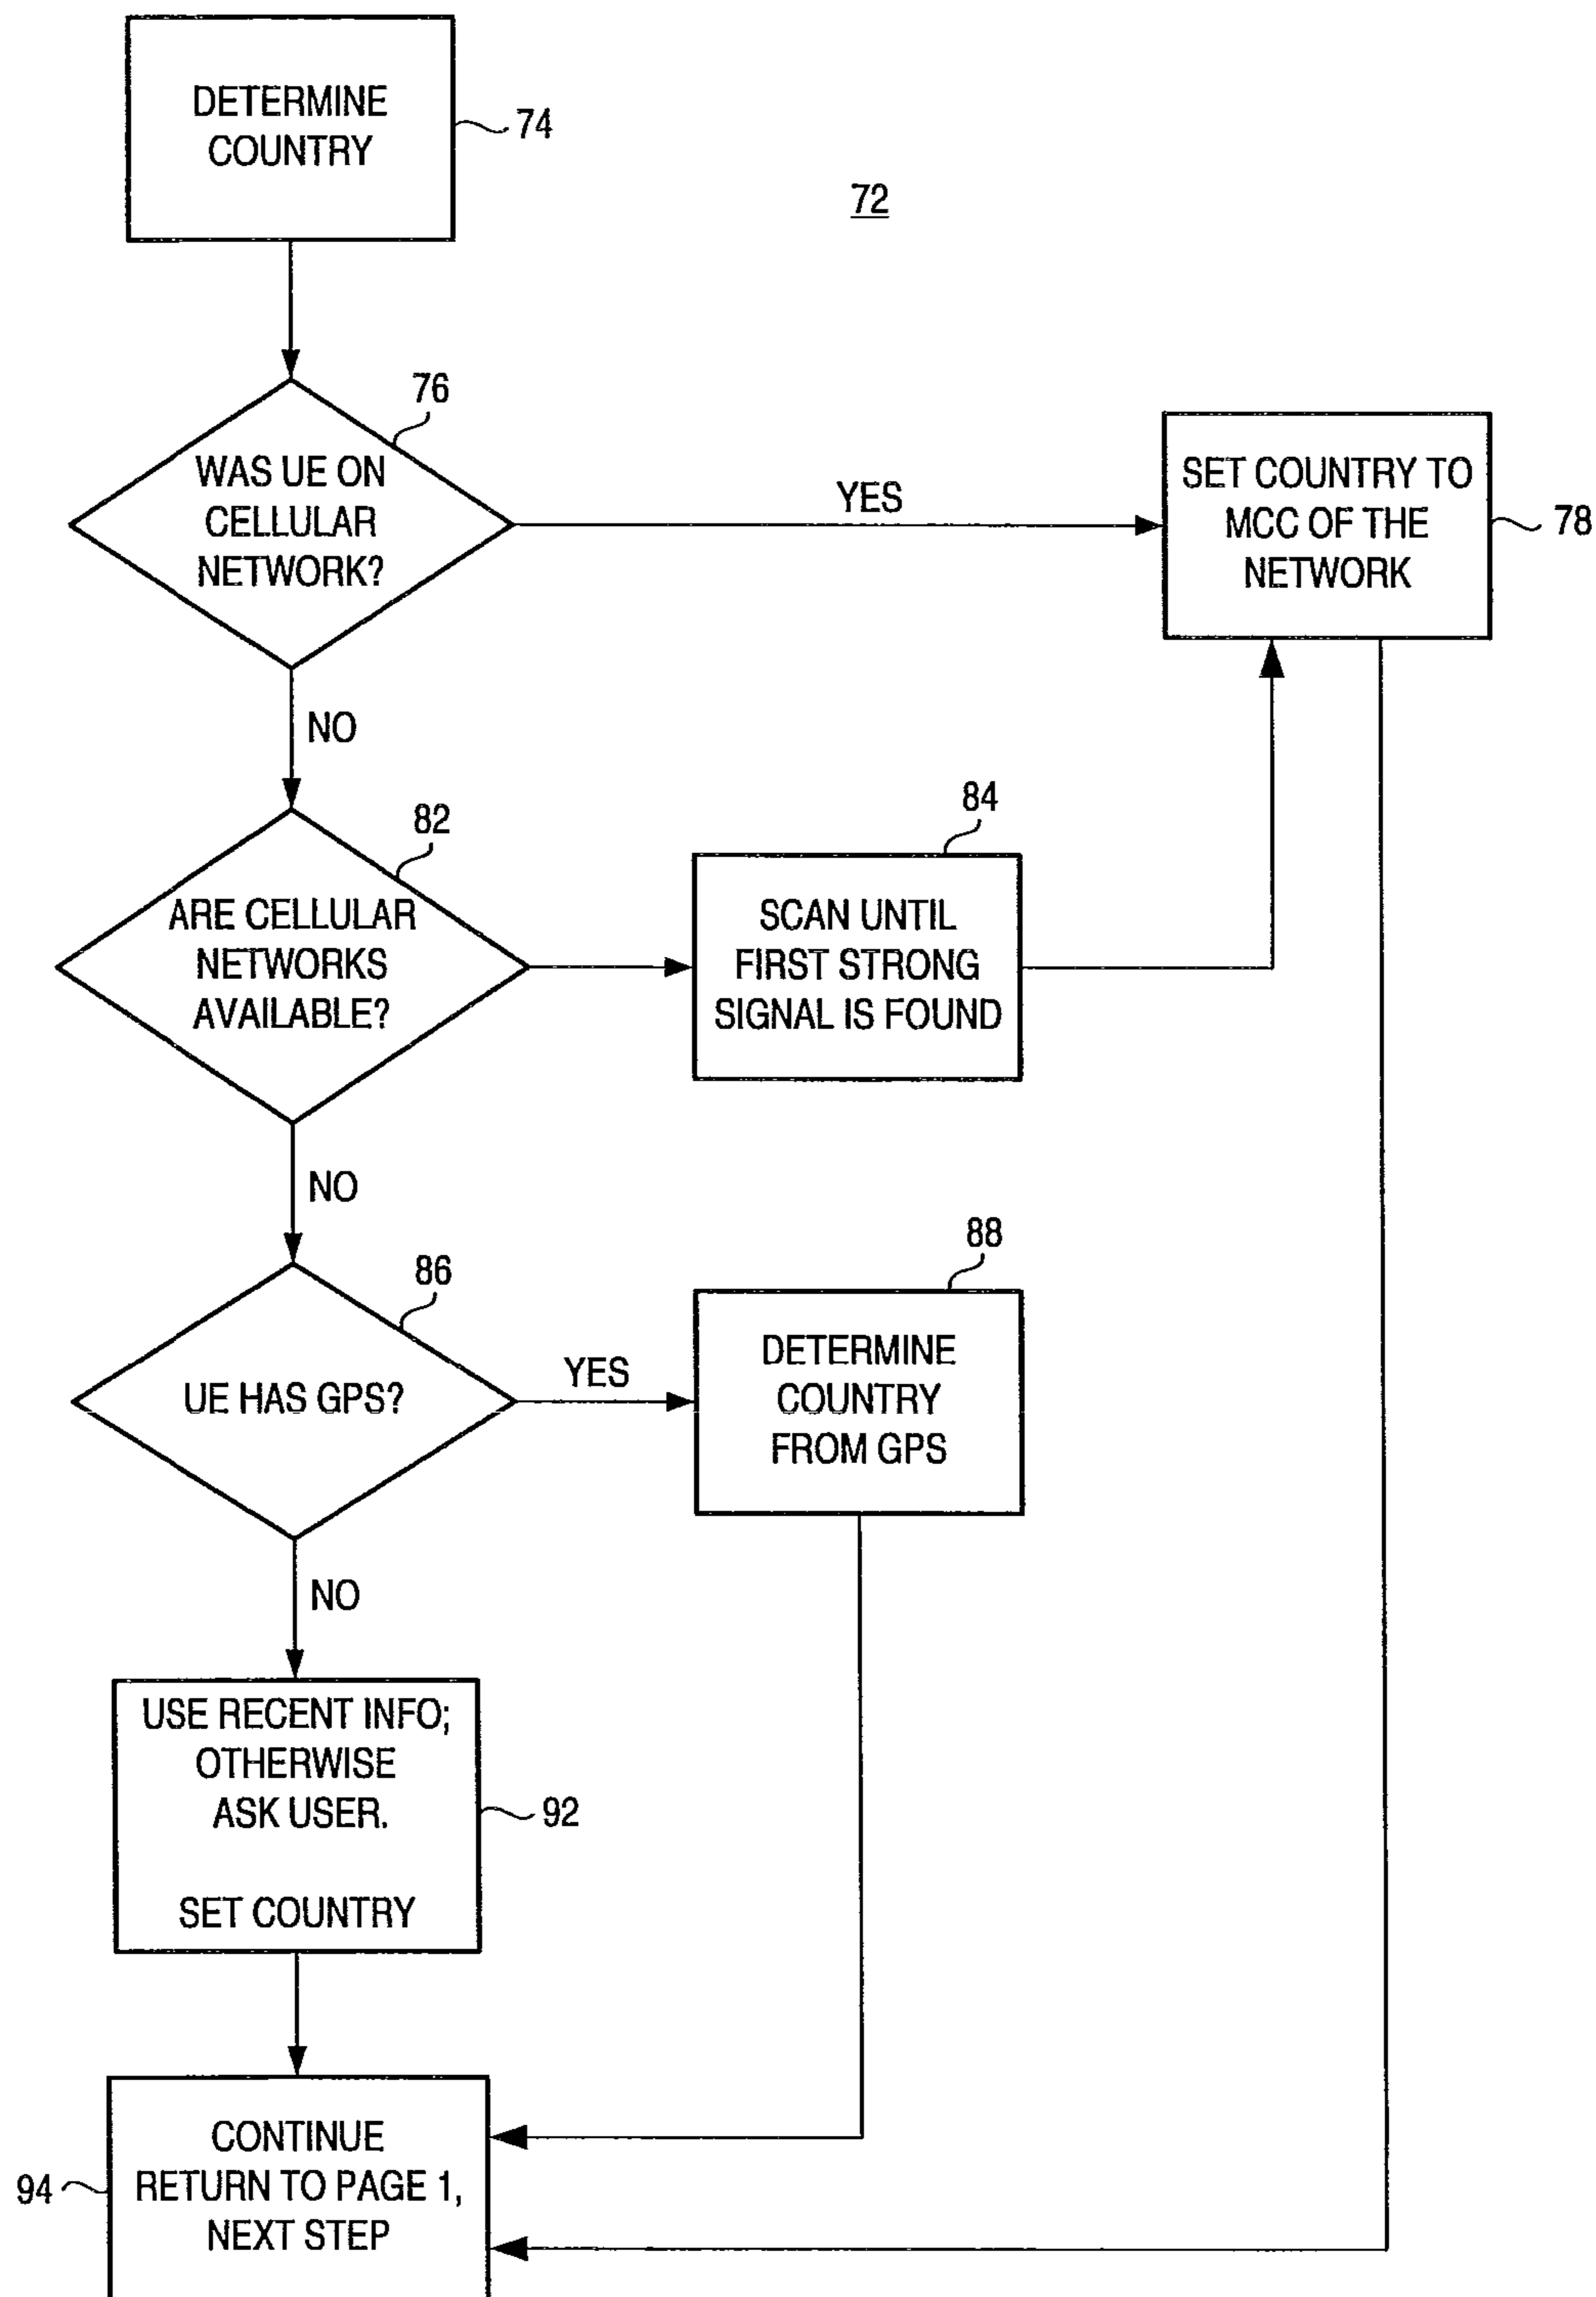 DETERMINE
COUNTRY
74
72
76
WAS UE ON
CELLULAR
NETWORK?
YES
SET COUNTRY TO
MCC OF THE
NETWORK
78
NO
82
ARE CELLULAR
NETWORKS
AVAILABLE?
84
SCAN UNTIL
FIRST STRONG
SIGNAL IS FOUND
NO
86
UE HAS GPS?
YES
88
DETERMINE
COUNTRY
FROM GPS
NO
USE RECENT INFO;
OTHERWISE
ASK USER.
SET COUNTRY
92
94
CONTINUE
RETURN TO PAGE 1,
NEXT STEP